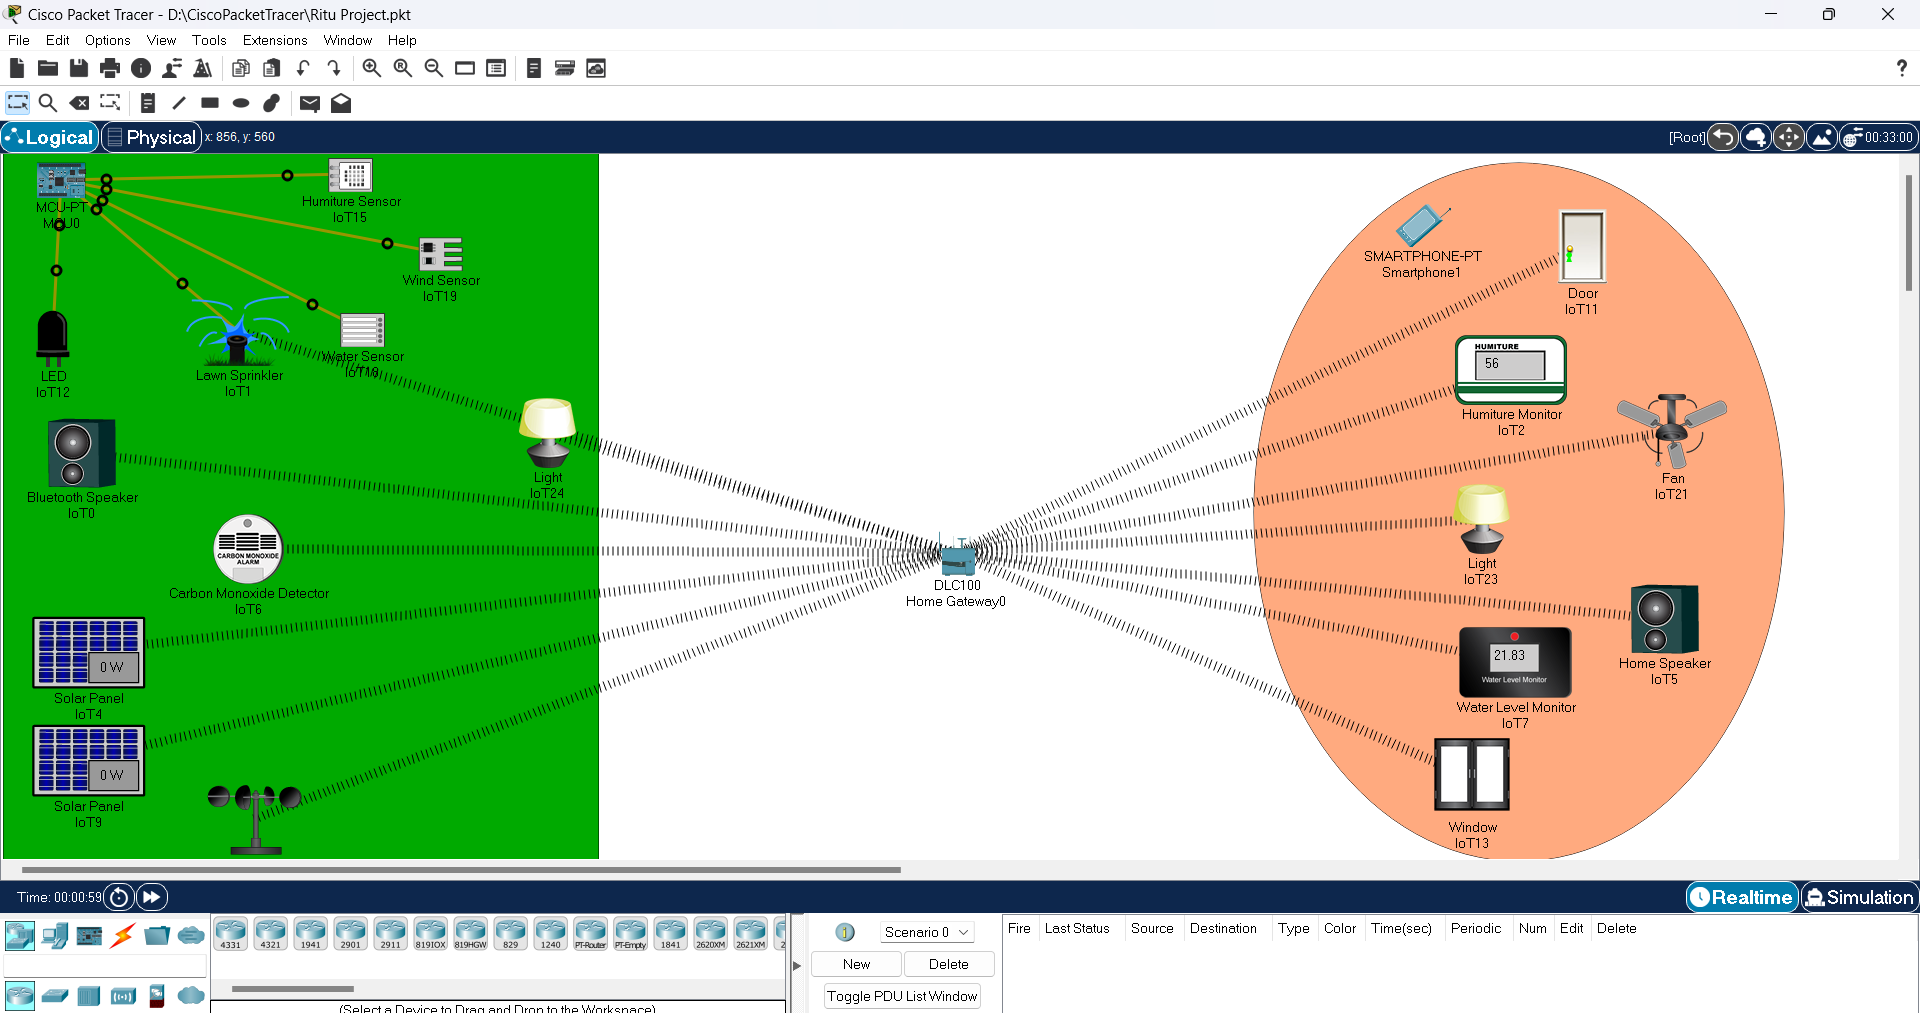 Cisco Packet Tracer - D:\CiscoPacketTracer\Ritu Project.pkt
File Edit Options View Tools Extensions Window Help
?
Logical Physical x: 856, y: 560 [Root] 00:33:00
MCU-PT
MCU0
Humiture Sensor
IoT15
Wind Sensor
IoT19
Water Sensor
LED
IoT12
Lawn Sprinkler
IoT1
Light
IoT24
Bluetooth Speaker
IoT0
CARBON MONOXIDE
ALARM
Carbon Monoxide Detector
IoT6
0 W
Solar Panel
IoT4
0 W
Solar Panel
IoT9
DLC100
Home Gateway0
SMARTPHONE-PT
Smartphone1
Door
IoT11
HUMITURE
56
Humiture Monitor
IoT2
Fan
IoT21
Light
IoT23
Home Speaker
IoT5
21.83
Water Level Monitor
Water Level Monitor
IoT7
Window
IoT13
Time: 00:00:59 Realtime Simulation
4331 4321 1941 2901 2911 819IOX 819HGW 829 1240 PT-Router PT-Empty 1841 2620XM 2621XM 2
(Select a Device to Drag and Drop to the Workspace)
1 Scenario 0
New Delete
Toggle PDU List Window
Fire Last Status Source Destination Type Color Time(sec) Periodic Num Edit Delete